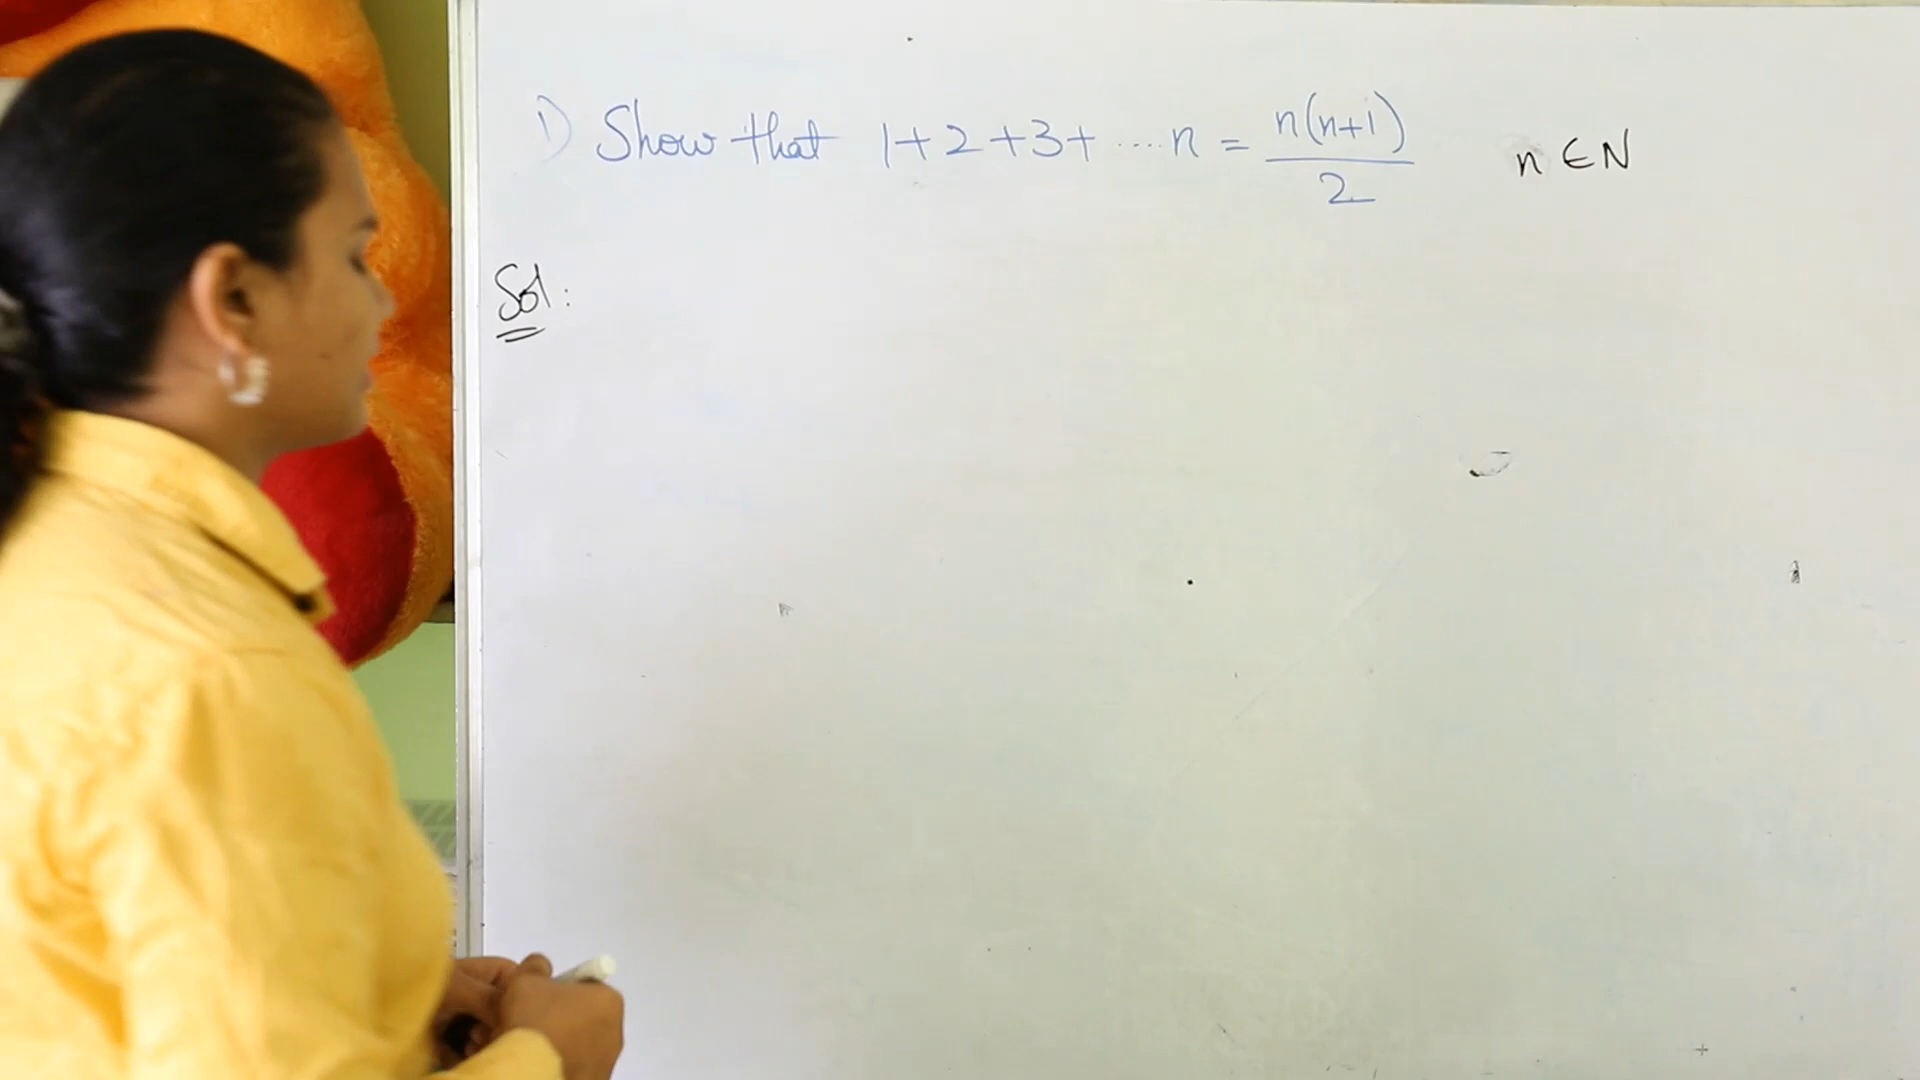 1) Show that 1+2+3+ ....n = n(n+1)/2 n ∈ N
Sol: